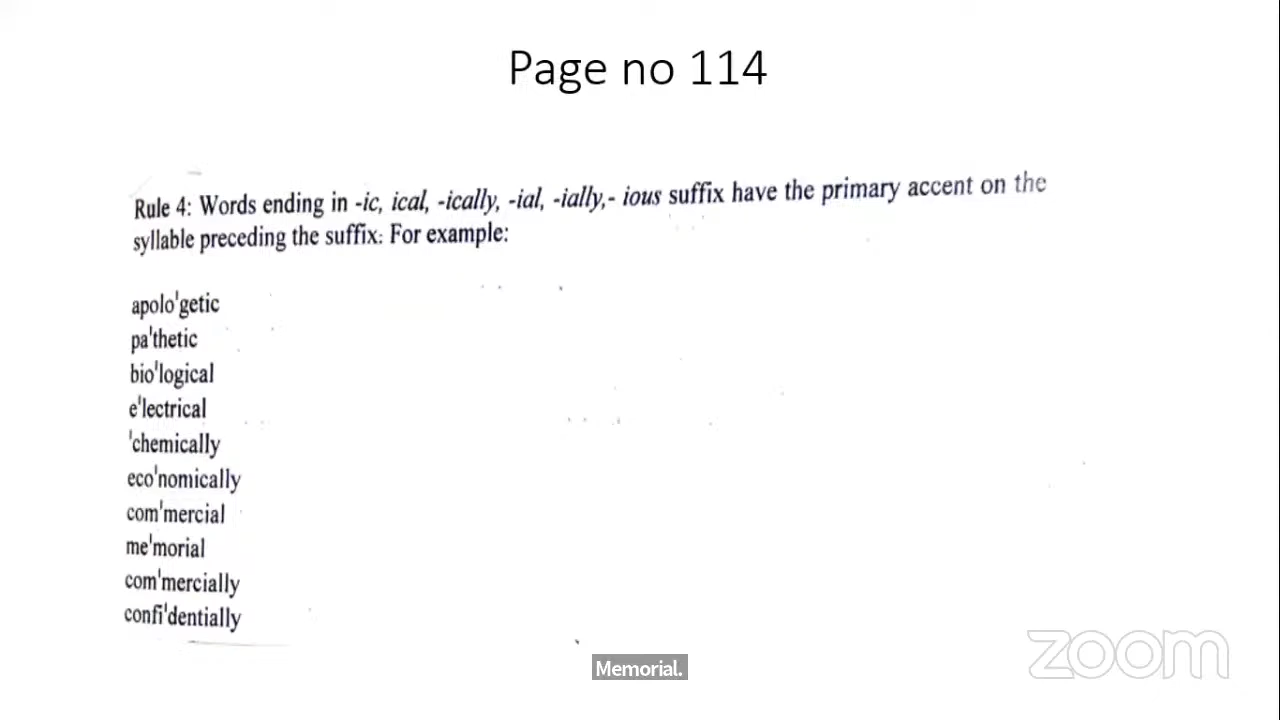 Page no 114
Rule 4: Words ending in -ic, ical, -ically, -ial, -ially,- ious suffix have the primary accent on the
syllable preceding the suffix: For example:
apolo'getic
pa'thetic
bio'logical
e'lectrical
'chemically
eco'nomically
com'mercial
me'morial
com'mercially
confi'dentially
Memorial.
zoom